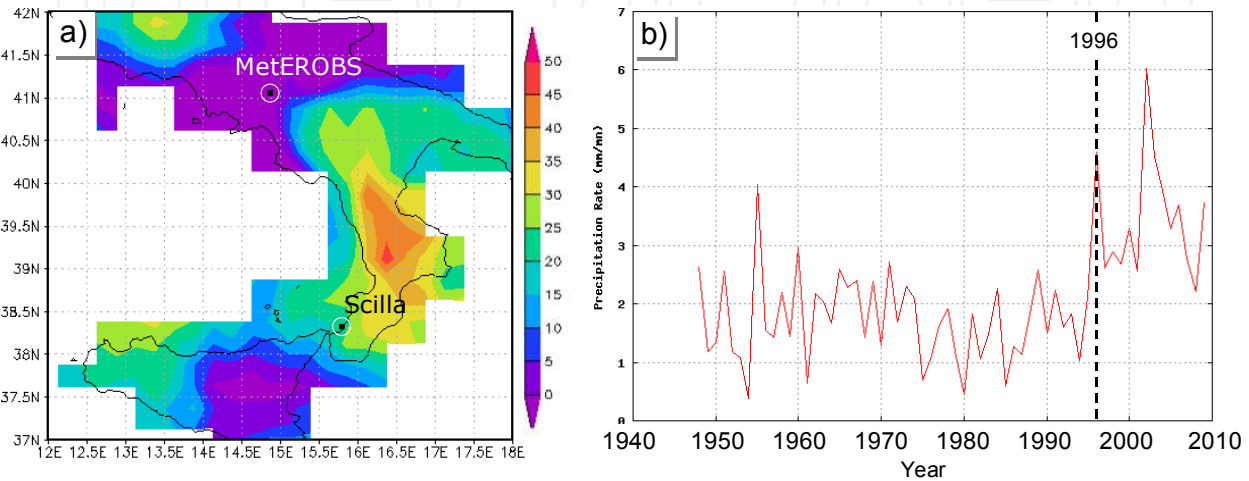 a)
42N
41.5N
41N
40.5N
40N
39.5N
39N
38.5N
38N
37.5N
37N
12E 12.5E 13E 13.5E 14E 14.5E 15E 15.5E 16E 16.5E 17E 17.5E 18E
MetEROBS
Scilla
50
45
40
35
30
25
20
15
10
5
0
b)
1996
7
6
5
4
3
2
1
0
Precipitation Rate (mm/mn)
1940 1950 1960 1970 1980 1990 2000 2010
Year